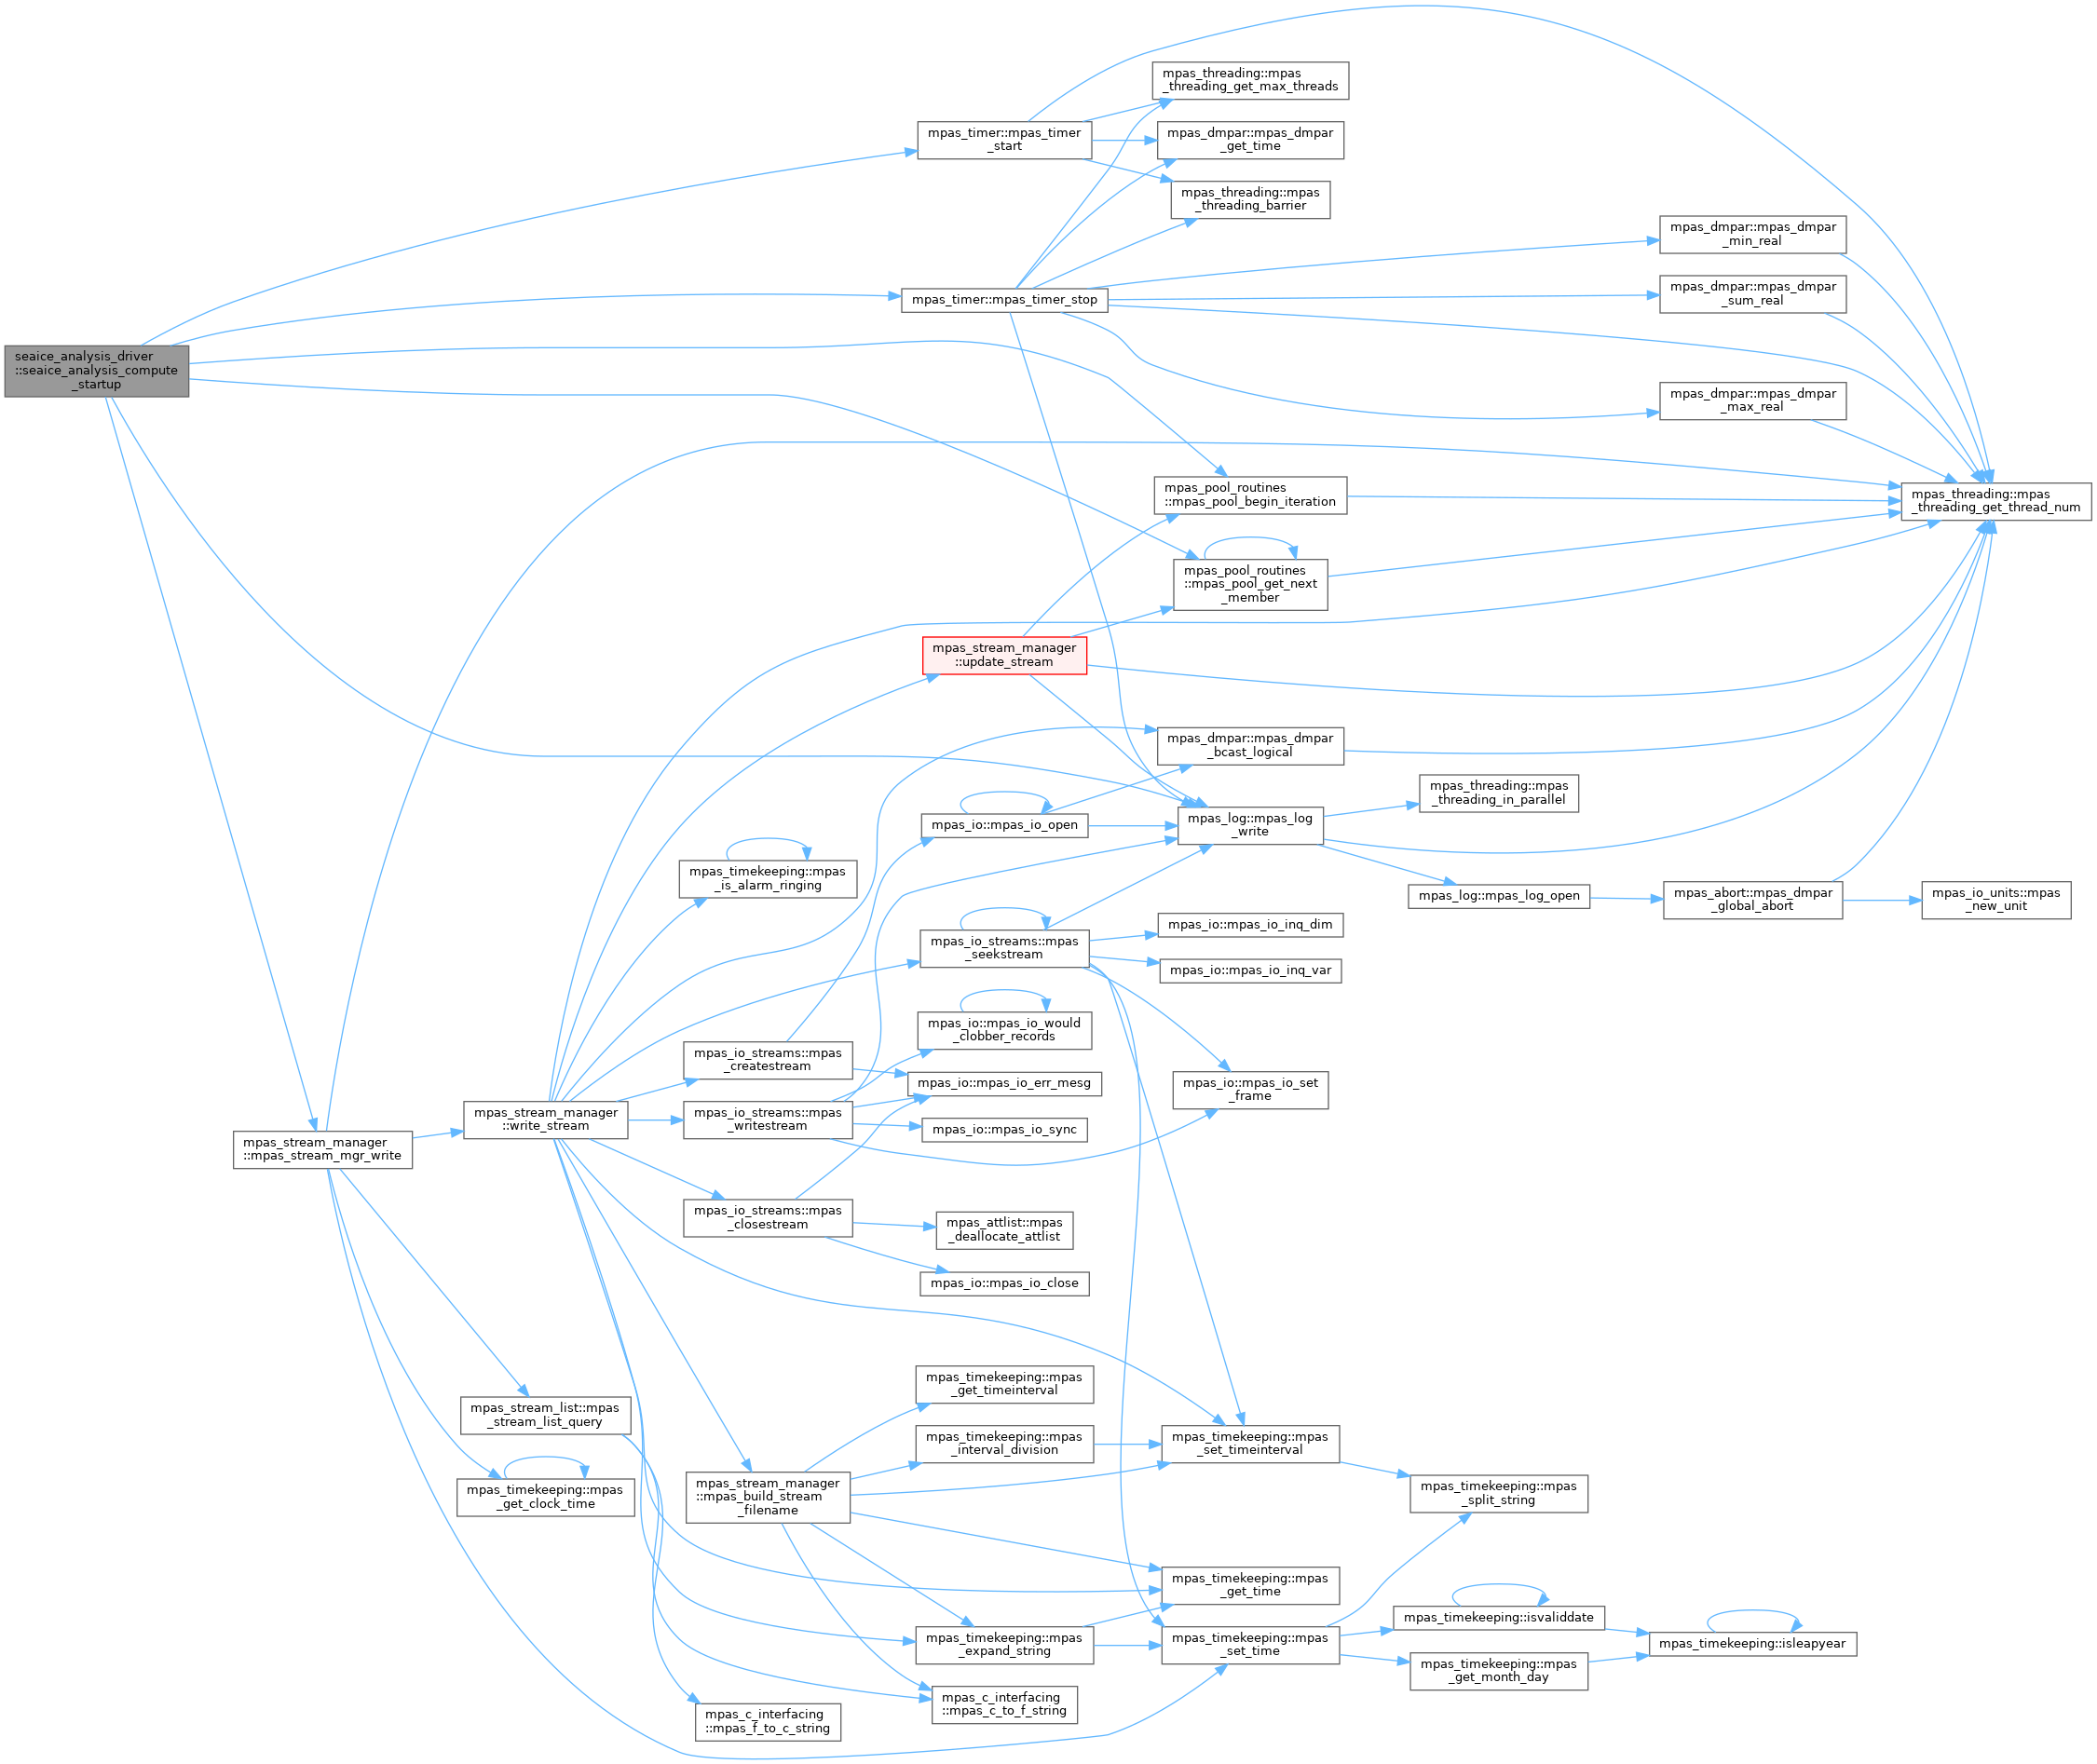 seaice_analysis_driver
::seaice_analysis_compute
_startup
mpas_timer::mpas_timer
_start
mpas_threading::mpas
_threading_get_max_threads
mpas_dmpar::mpas_dmpar
_get_time
mpas_threading::mpas
_threading_barrier
mpas_timer::mpas_timer_stop
mpas_dmpar::mpas_dmpar
_min_real
mpas_dmpar::mpas_dmpar
_sum_real
mpas_dmpar::mpas_dmpar
_max_real
mpas_threading::mpas
_threading_get_thread_num
mpas_pool_routines
::mpas_pool_begin_iteration
mpas_pool_routines
::mpas_pool_get_next
_member
mpas_stream_manager
::update_stream
mpas_dmpar::mpas_dmpar
_bcast_logical
mpas_threading::mpas
_threading_in_parallel
mpas_io::mpas_io_open
mpas_log::mpas_log
_write
mpas_timekeeping::mpas
_is_alarm_ringing
mpas_log::mpas_log_open
mpas_abort::mpas_dmpar
_global_abort
mpas_io_units::mpas
_new_unit
mpas_io_streams::mpas
_seekstream
mpas_io::mpas_io_inq_dim
mpas_io::mpas_io_inq_var
mpas_io::mpas_io_would
_clobber_records
mpas_io_streams::mpas
_createstream
mpas_io::mpas_io_err_mesg
mpas_io::mpas_io_set
_frame
mpas_stream_manager
::write_stream
mpas_io_streams::mpas
_writestream
mpas_io::mpas_io_sync
mpas_stream_manager
::mpas_stream_mgr_write
mpas_io_streams::mpas
_closestream
mpas_attlist::mpas
_deallocate_attlist
mpas_io::mpas_io_close
mpas_timekeeping::mpas
_get_timeinterval
mpas_stream_list::mpas
_stream_list_query
mpas_timekeeping::mpas
_interval_division
mpas_timekeeping::mpas
_set_timeinterval
mpas_timekeeping::mpas
_get_clock_time
mpas_stream_manager
::mpas_build_stream
_filename
mpas_timekeeping::mpas
_split_string
mpas_timekeeping::mpas
_get_time
mpas_timekeeping::mpas
_expand_string
mpas_timekeeping::mpas
_set_time
mpas_timekeeping::isvaliddate
mpas_timekeeping::isleapyear
mpas_timekeeping::mpas
_get_month_day
mpas_c_interfacing
::mpas_f_to_c_string
mpas_c_interfacing
::mpas_c_to_f_string